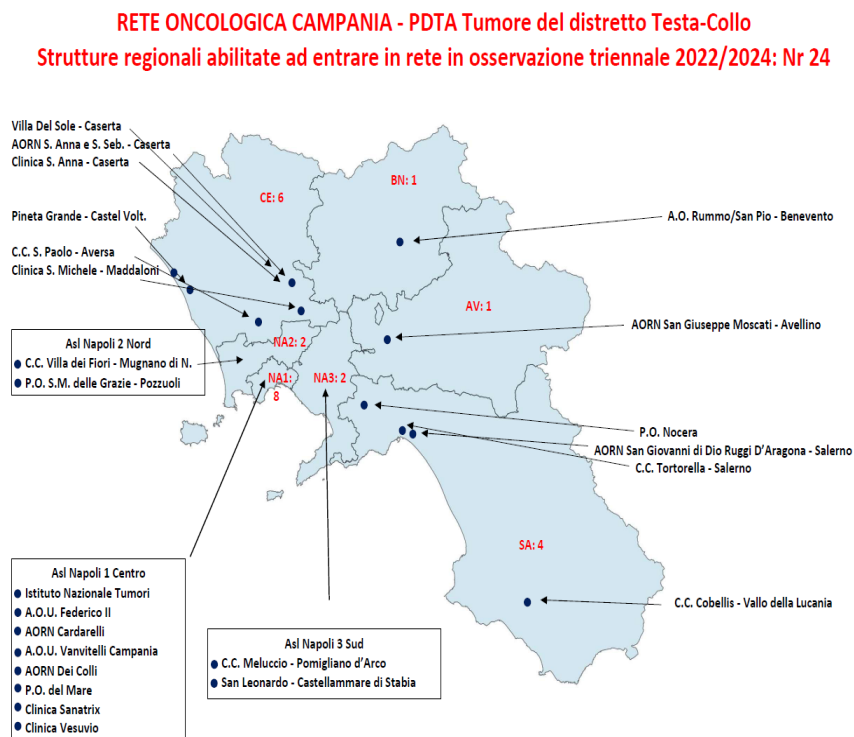 RETE ONCOLOGICA CAMPANIA - PDTA Tumore del distretto Testa-Collo
Strutture regionali abilitate ad entrare in rete in osservazione triennale 2022/2024: Nr 24
Villa Del Sole - Caserta
AORN S. Anna e S. Seb. - Caserta
Clinica S. Anna - Caserta
BN: 1
CE: 6
Pineta Grande - Castel Volt.
A.O. Rummo/San Pio - Benevento
C.C. S. Paolo - Aversa
Clinica S. Michele - Maddaloni
AV: 1
AORN San Giuseppe Moscati - Avellino
Asl Napoli 2 Nord
C.C. Villa dei Fiori - Mugnano di N.
P.O. S.M. delle Grazie - Pozzuoli
NA2: 2
NA1:
8
NA3: 2
P.O. Nocera
AORN San Giovanni di Dio Ruggi D'Aragona - Salerno
C.C. Tortorella - Salerno
SA: 4
C.C. Cobellis - Vallo della Lucania
Asl Napoli 1 Centro
Istituto Nazionale Tumori
A.O.U. Federico II
AORN Cardarelli
A.O.U. Vanvitelli Campania
AORN Dei Colli
P.O. del Mare
Clinica Sanatrix
Clinica Vesuvio
Asl Napoli 3 Sud
C.C. Meluccio - Pomigliano d'Arco
San Leonardo - Castellammare di Stabia